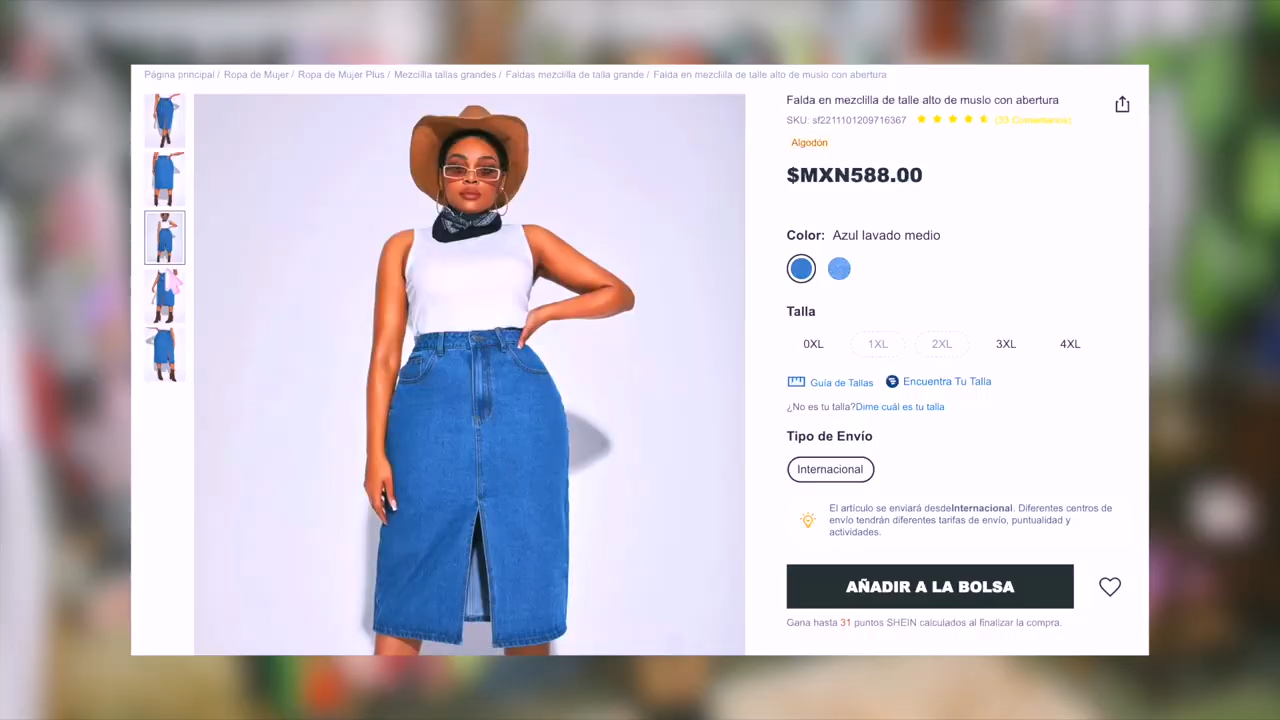 Página principal / Ropa de Mujer / Ropa de Mujer Plus / Mezclilla tallas grandes / Faldas mezclilla de talla grande / Falda en mezclilla de talle alto de muslo con abertura
Falda en mezclilla de talle alto de muslo con abertura
SKU: sf2211101209716367 (33 Comentarios)
Algodón
$MXN588.00
Color: Azul lavado medio
Talla
0XL 1XL 2XL 3XL 4XL
Guía de Tallas Encuentra Tu Talla
¿No es tu talla?Dime cuál es tu talla
Tipo de Envío
Internacional
El artículo se enviará desdeInternacional. Diferentes centros de
envío tendrán diferentes tarifas de envío, puntualidad y
actividades.
AÑADIR A LA BOLSA
Gana hasta 31 puntos SHEIN calculados al finalizar la compra.